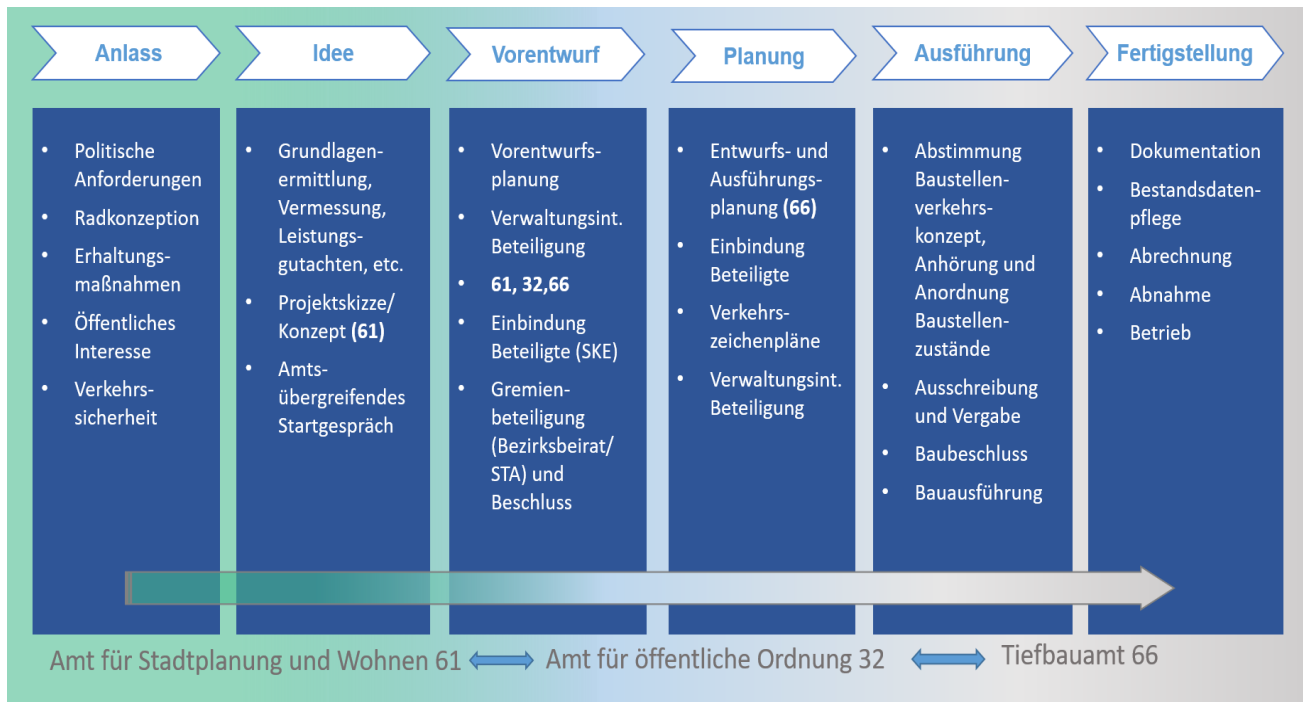 Anlass
Idee
Vorentwurf
Planung
Ausführung
Fertigstellung
• Politische
Anforderungen
• Radkonzeption
• Erhaltungs-
maßnahmen
• Öffentliches
Interesse
• Verkehrs-
sicherheit
• Grundlagen-
ermittlung,
Vermessung,
Leistungs-
gutachten, etc.
• Projektskizze/
Konzept (61)
• Amts-
übergreifendes
Startgespräch
• Vorentwurfs-
planung
• Verwaltungsint.
Beteiligung
• 61, 32,66
• Einbindung
Beteiligte (SKE)
• Gremien-
beteiligung
(Bezirksbeirat/
STA) und
Beschluss
• Entwurfs- und
Ausführungs-
planung (66)
• Einbindung
Beteiligte
• Verkehrs-
zeichenpläne
• Verwaltungsint.
Beteiligung
• Abstimmung
Baustellen-
verkehrs-
konzept,
Anhörung und
Anordnung
Baustellen-
zustände
• Ausschreibung
und Vergabe
• Baubeschluss
• Bauausführung
• Dokumentation
• Bestandsdaten-
pflege
• Abrechnung
• Abnahme
• Betrieb
Amt für Stadtplanung und Wohnen 61
Amt für öffentliche Ordnung 32
Tiefbauamt 66